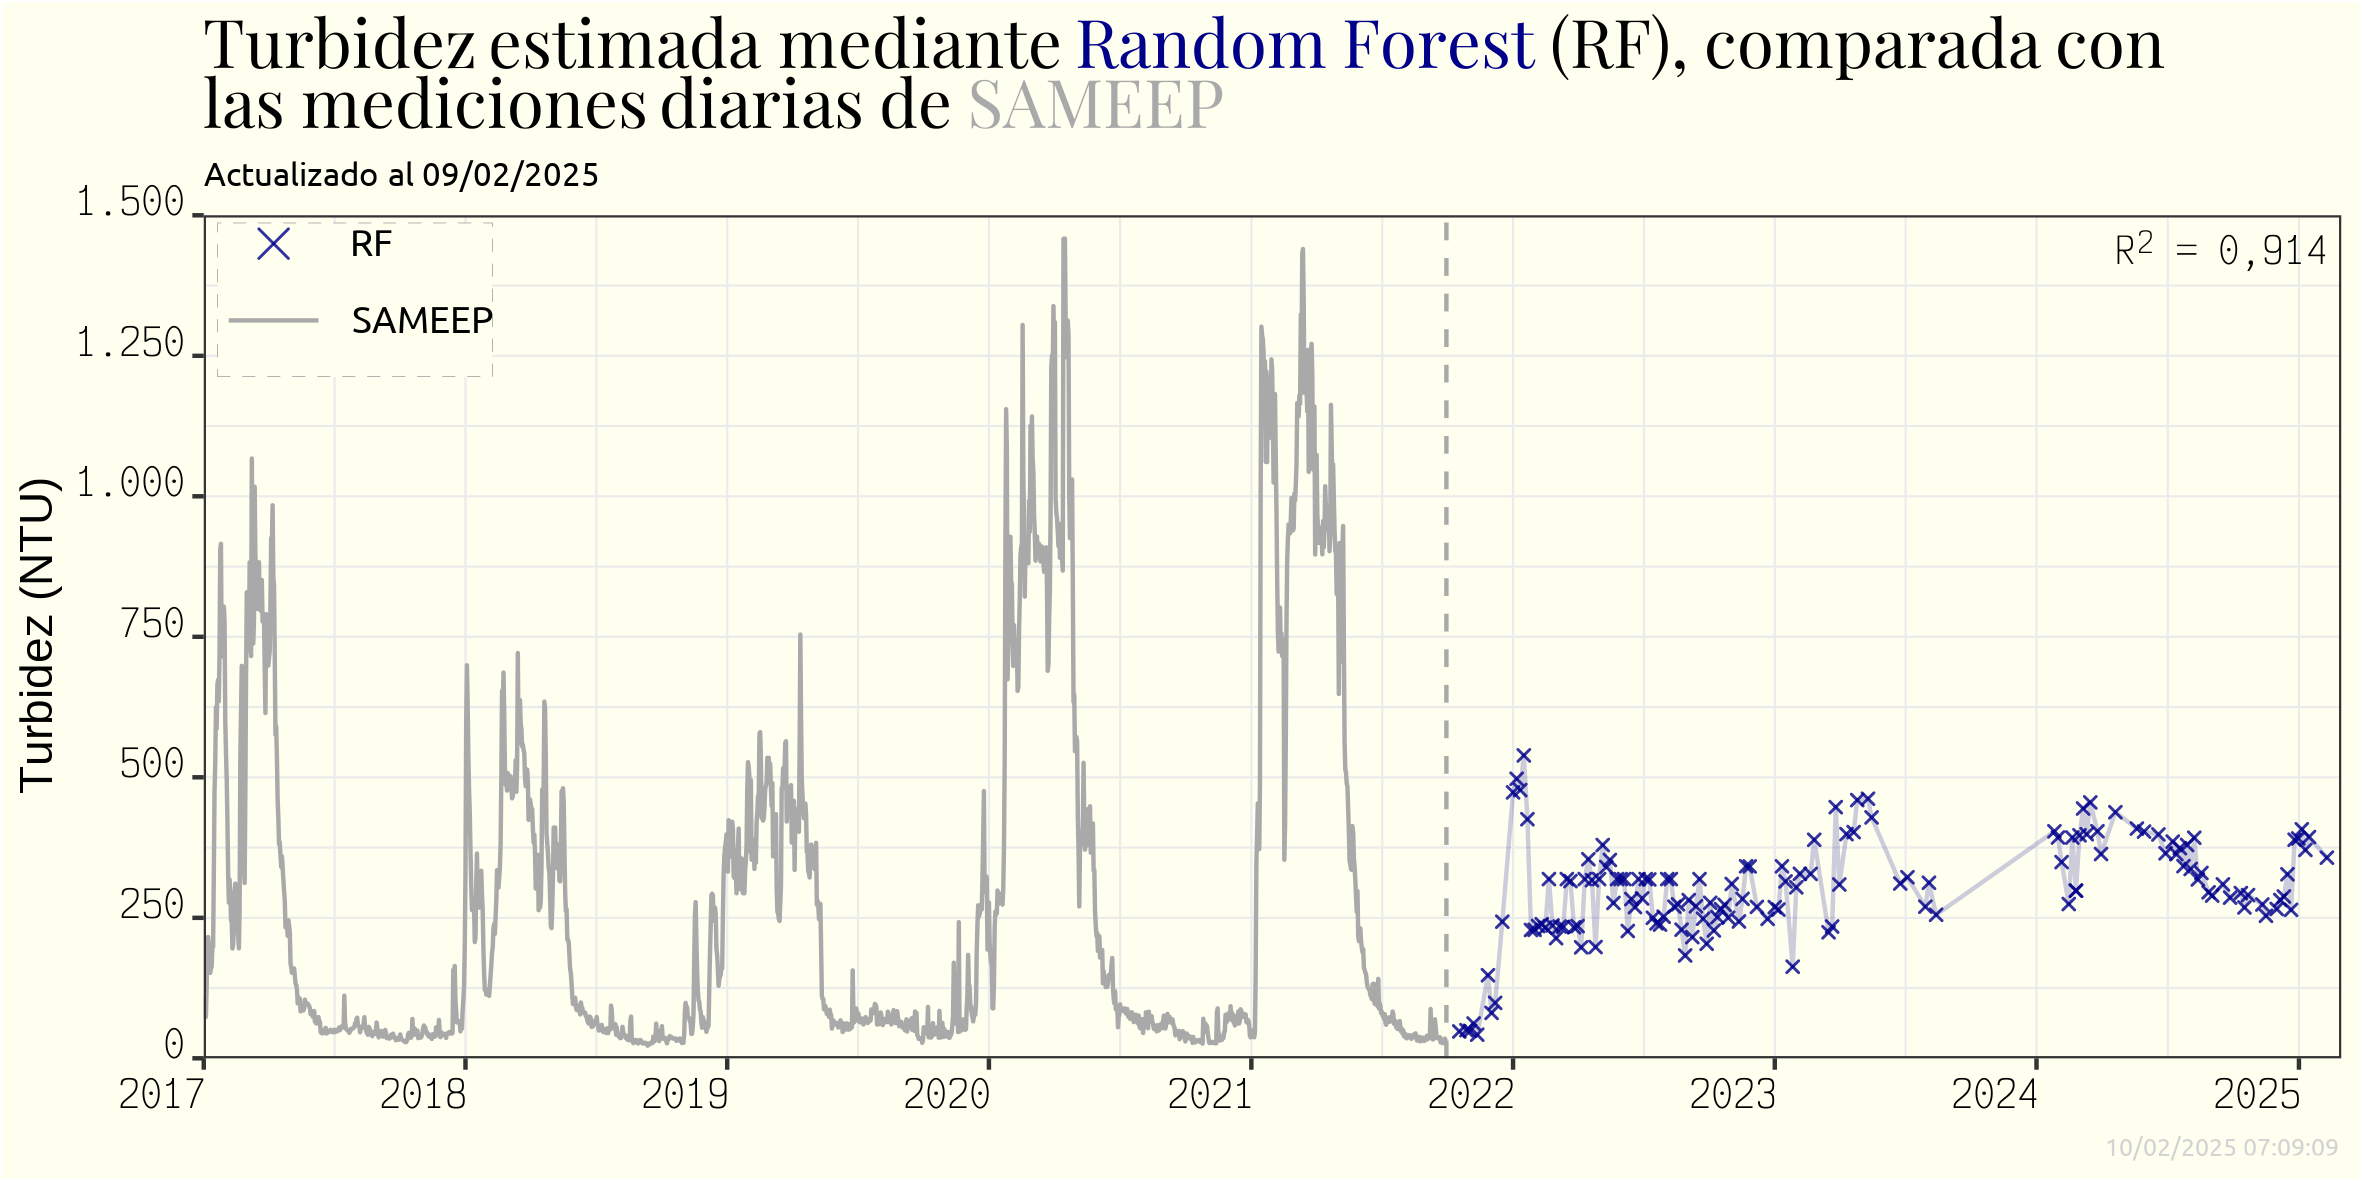 Turbidez estimada mediante Random Forest (RF), comparada con
las mediciones diarias de SAMEEP
Actualizado al 09/02/2025
Turbidez (NTU)
1.500
1.250
1.000
750
500
250
0
RF
SAMEEP
R² = 0,914
2017 2018 2019 2020 2021 2022 2023 2024 2025
10/02/2025 07:09:09